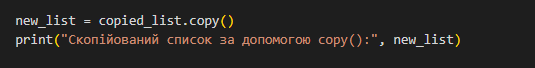 new_list = copied_list.copy()
print("Скопійований список за допомогою copy():", new_list)